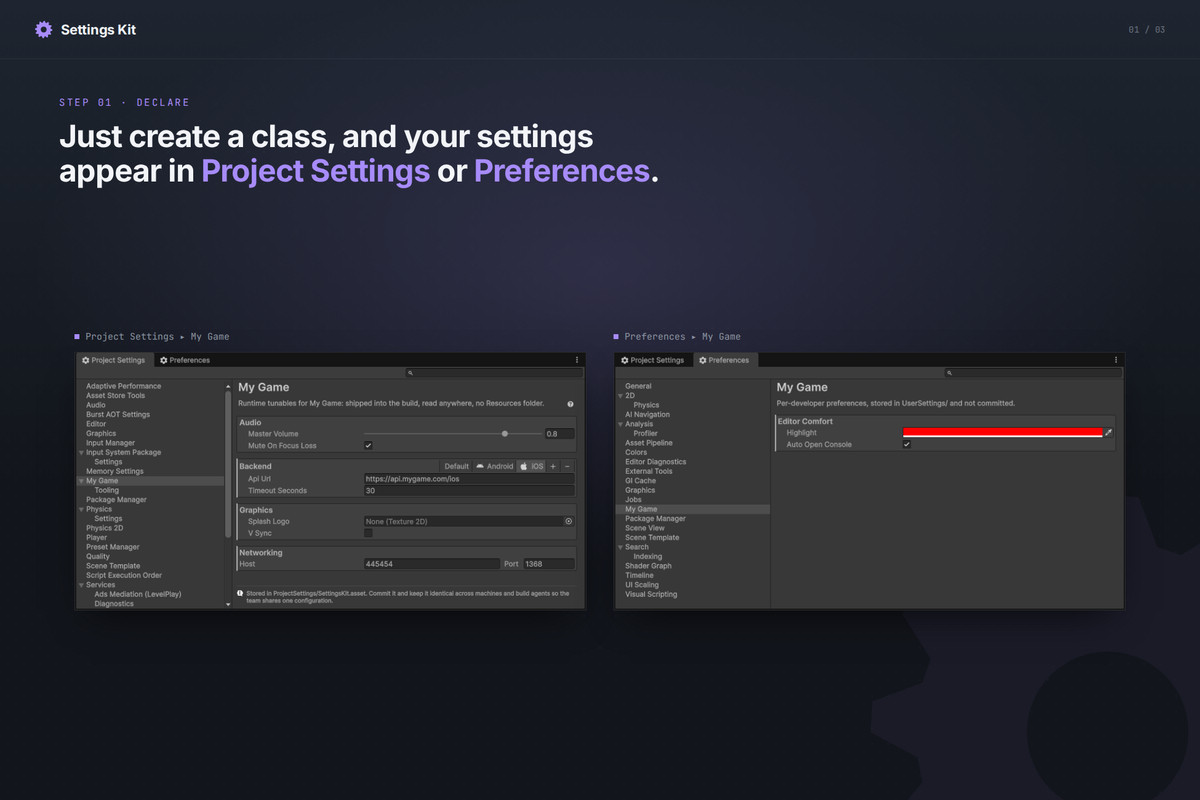 Settings Kit
01 / 03
STEP 01 · DECLARE
Just create a class, and your settings
appear in Project Settings or Preferences.
Project Settings ▸ My Game
Project Settings
Preferences
Adaptive Performance
Asset Store Tools
Audio
Burst AOT Settings
Editor
Graphics
Input Manager
Input System Package
Settings
Memory Settings
My Game
Tooling
Package Manager
Physics
Settings
Physics 2D
Player
Preset Manager
Quality
Scene Template
Script Execution Order
Services
Ads Mediation (LevelPlay)
Diagnostics
My Game
Runtime tunables for My Game: shipped into the build, read anywhere, no Resources folder.
Audio
Master Volume 0.8
Mute On Focus Loss
Backend Default Android iOS + −
Api Url https://api.mygame.com/ios
Timeout Seconds 30
Graphics
Splash Logo None (Texture 2D)
V Sync
Networking
Host 445454 Port 1368
Stored in ProjectSettings/SettingsKit.asset. Commit it and keep it identical across machines and build agents so the
team shares one configuration.
Preferences ▸ My Game
Project Settings
Preferences
General
2D
Physics
AI Navigation
Analysis
Profiler
Asset Pipeline
Colors
Editor Diagnostics
External Tools
GI Cache
Graphics
Jobs
My Game
Package Manager
Scene View
Scene Template
Search
Indexing
Shader Graph
Timeline
UI Scaling
Visual Scripting
My Game
Per-developer preferences, stored in UserSettings/ and not committed.
Editor Comfort
Highlight
Auto Open Console